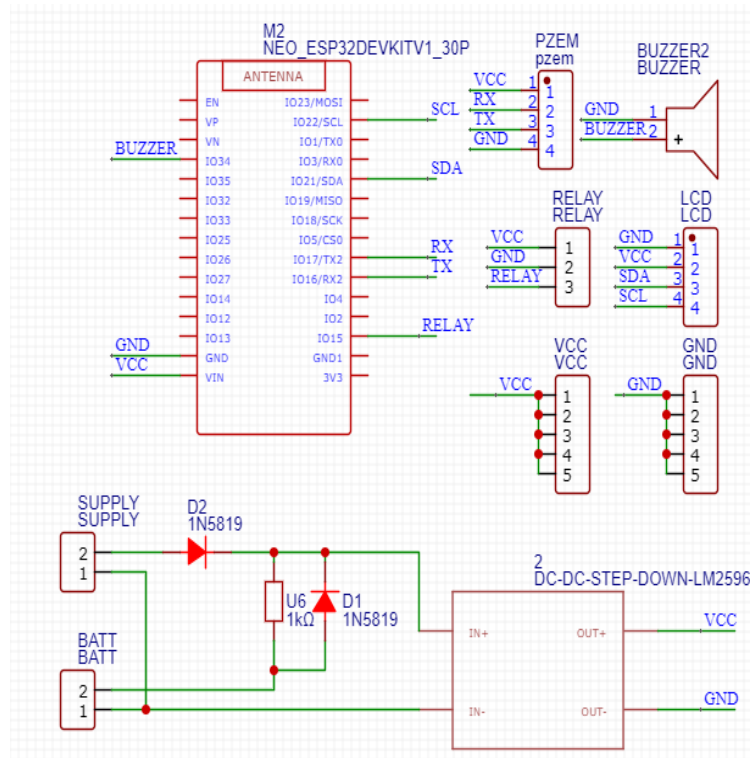 M2
NEO_ESP32DEVKITV1_30P
ANTENNA
EN
VP
VN
IO34
IO35
IO32
IO33
IO25
IO26
IO27
IO14
IO12
IO13
GND
VIN
IO23/MOSI
IO22/SCL
IO1/TX0
IO3/RX0
IO21/SDA
IO19/MISO
IO18/SCK
IO5/CS0
IO17/TX2
IO16/RX2
IO4
IO2
IO15
GND1
3V3
BUZZER
GND
VCC
SCL
SDA
RX
TX
RELAY
PZEM
pzem
VCC 1 1
RX 2 2
TX 3 3
GND 4 4
BUZZER2
BUZZER
GND 1
BUZZER 2 +
RELAY
RELAY
VCC 1
GND 2
RELAY 3
LCD
LCD
GND 1 1
VCC 2 2
SDA 3 3
SCL 4 4
VCC
VCC
VCC 1
2
3
4
5
GND
GND
GND 1
2
3
4
5
SUPPLY
SUPPLY
2
1
D2
1N5819
U6
1kΩ
D1
1N5819
BATT
BATT
2
1
2
DC-DC-STEP-DOWN-LM2596
IN+ OUT+ VCC
IN- OUT- GND